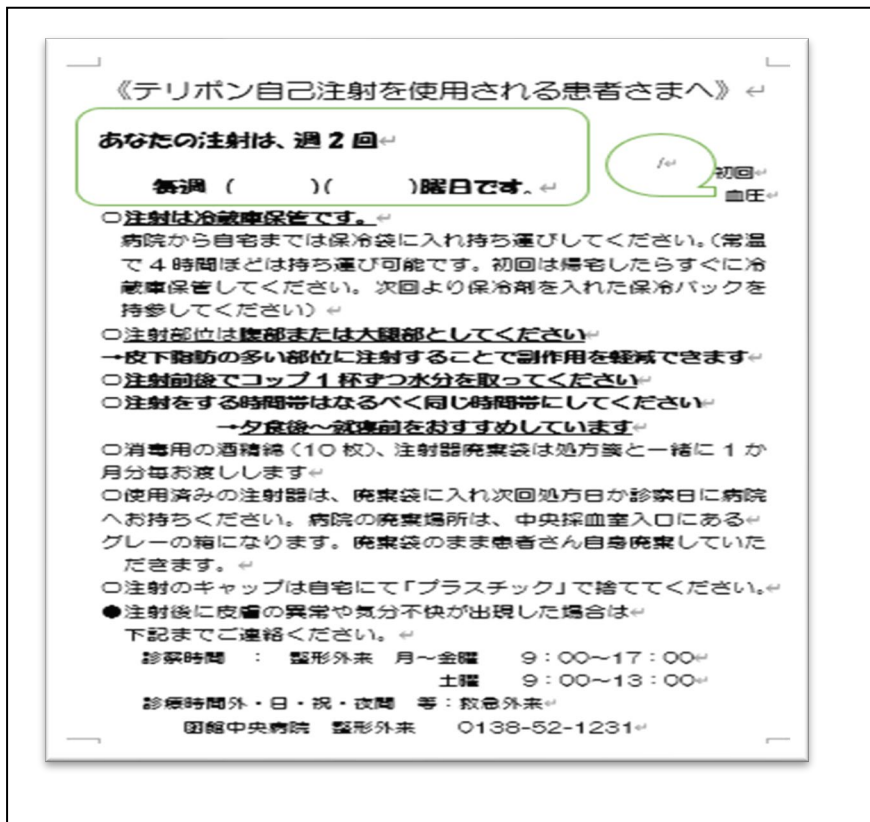 《テリボン自己注射を使用される患者さまへ》
あなたの注射は、週2回
毎週 (　　　)(　　　)曜日です。
/
初回
血圧
○注射は冷蔵庫保管です。
病院から自宅までは保冷袋に入れ持ち運びしてください。(常温
で4時間ほどは持ち運び可能です。初回は帰宅したらすぐに冷
蔵庫保管してください。次回より保冷剤を入れた保冷バックを
持参してください)
○注射部位は腹部または大腿部としてください
→皮下脂肪の多い部位に注射することで副作用を軽減できます
○注射前後でコップ1杯ずつ水分を取ってください
○注射をする時間帯はなるべく同じ時間帯にしてください
→夕食後~就寝前をおすすめしています
○消毒用の酒精綿(10枚)、注射器廃棄袋は処方箋と一緒に1か
月分毎お渡しします
○使用済みの注射器は、廃棄袋に入れ次回処方日か診察日に病院
へお持ちください。病院の廃棄場所は、中央採血室入口にある
グレーの箱になります。廃棄袋のまま患者さん自身廃棄していた
だきます。
○注射のキャップは自宅にて「プラスチック」で捨ててください。
●注射後に皮膚の異常や気分不快が出現した場合は
下記までご連絡ください。
診察時間 : 整形外来 月~金曜 9:00~17:00
土曜 9:00~13:00
診療時間外・日・祝・夜間 等:救急外来
函館中央病院 整形外来 0138-52-1231